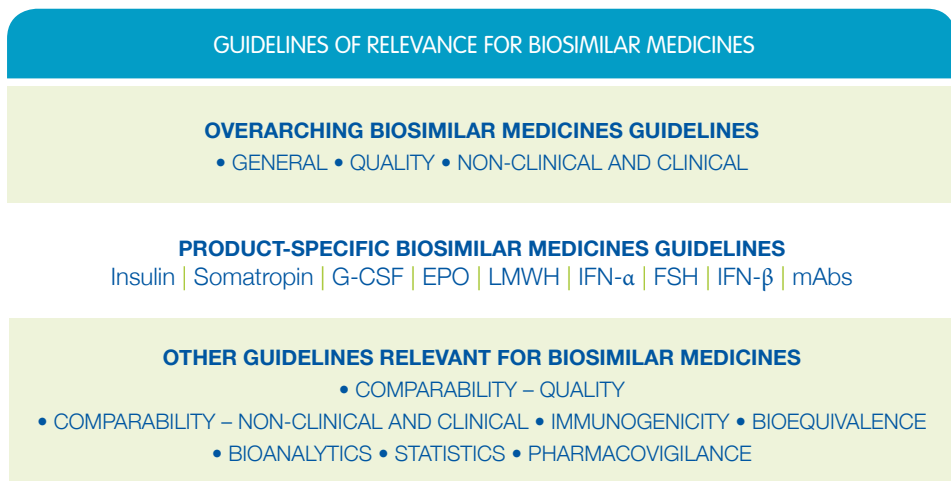 GUIDELINES OF RELEVANCE FOR BIOSIMILAR MEDICINES
OVERARCHING BIOSIMILAR MEDICINES GUIDELINES
• GENERAL • QUALITY • NON-CLINICAL AND CLINICAL
PRODUCT-SPECIFIC BIOSIMILAR MEDICINES GUIDELINES
Insulin | Somatropin | G-CSF | EPO | LMWH | IFN-α | FSH | IFN-β | mAbs
OTHER GUIDELINES RELEVANT FOR BIOSIMILAR MEDICINES
• COMPARABILITY – QUALITY
• COMPARABILITY – NON-CLINICAL AND CLINICAL • IMMUNOGENICITY • BIOEQUIVALENCE
• BIOANALYTICS • STATISTICS • PHARMACOVIGILANCE